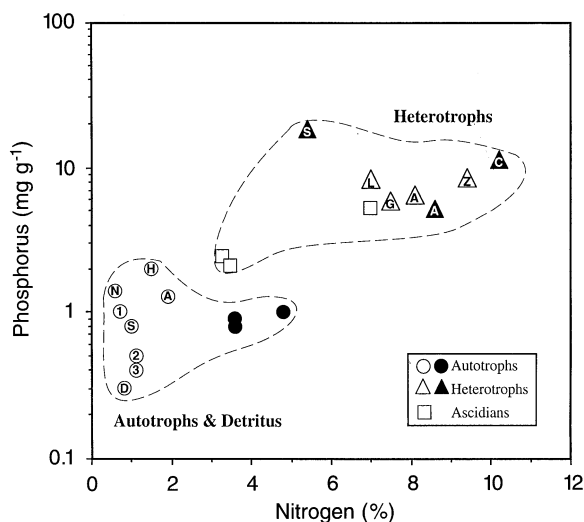 100
10
1
0.1
Phosphorus (mg g-1)
Heterotrophs
S
C
L
Z
G
A
A
H
N
A
1
S
2
3
D
Autotrophs & Detritus
Autotrophs
Heterotrophs
Ascidians
0 2 4 6 8 10 12
Nitrogen (%)